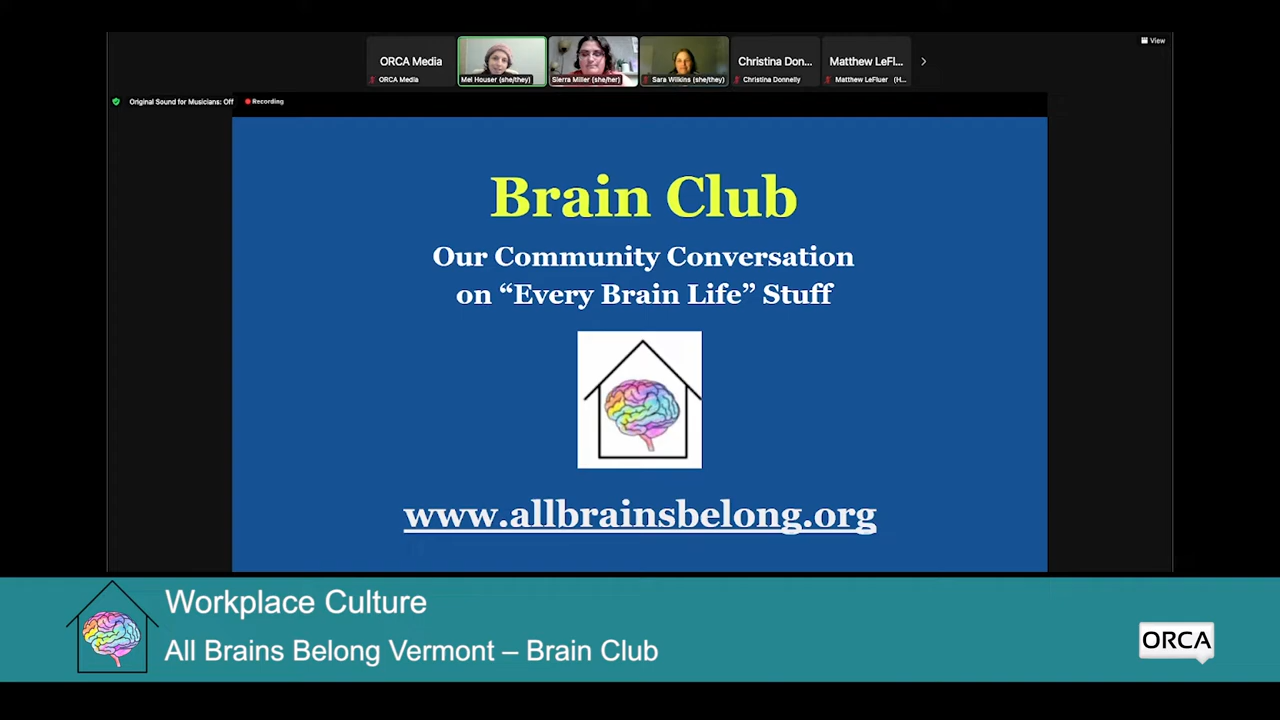 View
ORCA Media
Christina Don...
Matthew LeFl...
ORCA Media
Mel Houser (she/they)
Sierra Miller (she/her)
Sara Wilkins (she/they)
Christina Donnelly
Matthew LeFluer (H...
Original Sound for Musicians: Off
Recording
Brain Club
Our Community Conversation
on “Every Brain Life” Stuff
www.allbrainsbelong.org
Workplace Culture
All Brains Belong Vermont – Brain Club
ORCA